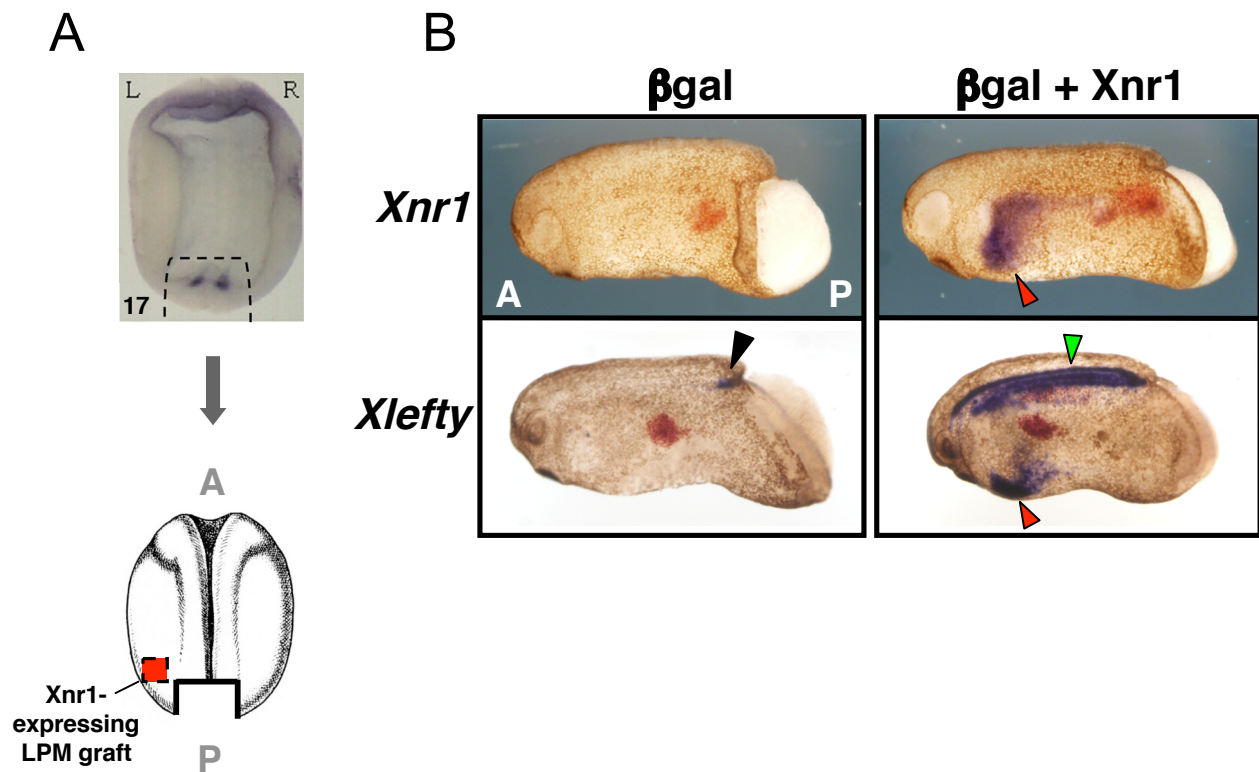 A
L R
17
A
Xnr1-
expressing
LPM graft
P
B
βgal
βgal + Xnr1
Xnr1
A P
Xlefty